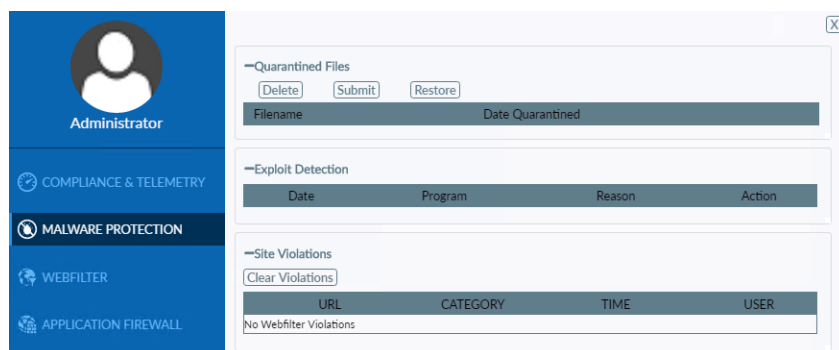 X
Administrator
COMPLIANCE & TELEMETRY
MALWARE PROTECTION
WEBFILTER
APPLICATION FIREWALL
Quarantined Files
Delete Submit Restore
Filename Date Quarantined
Exploit Detection
Date Program Reason Action
Site Violations
Clear Violations
URL CATEGORY TIME USER
No Webfilter Violations